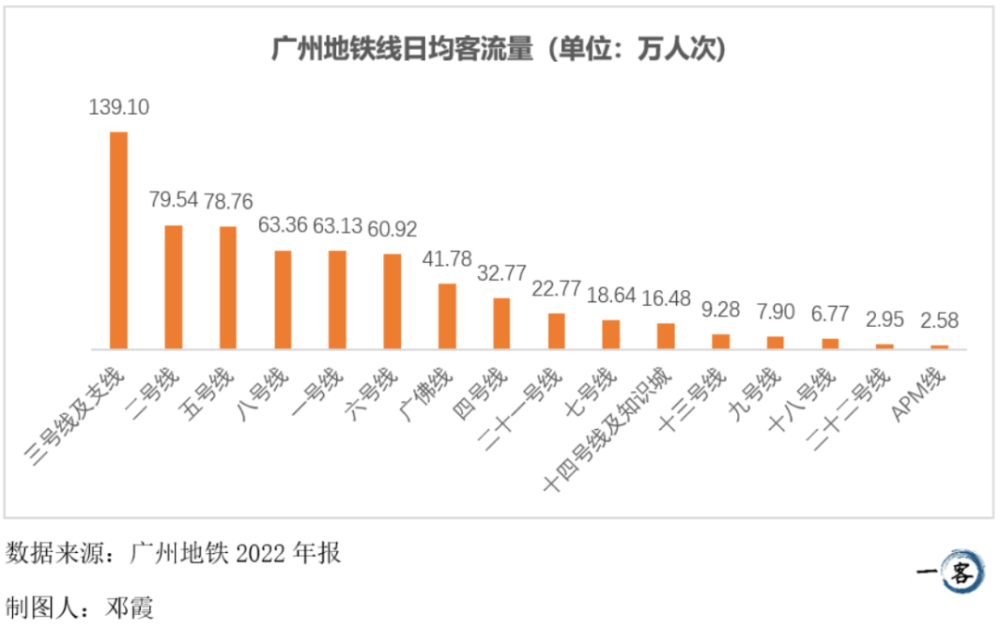 广州地铁线日均客流量（单位：万人次）
139.10
79.54 78.76
63.36 63.13 60.92
41.78
32.77
22.77 18.64 16.48
9.28 7.90 6.77 2.95 2.58
三号线及支线
二号线
五号线
八号线
一号线
六号线
广佛线
四号线
二十一号线
七号线
十四号线及知识城
十三号线
九号线
十八号线
二十二号线
APM线
数据来源：广州地铁 2022 年报
一客
制图人：邓霞